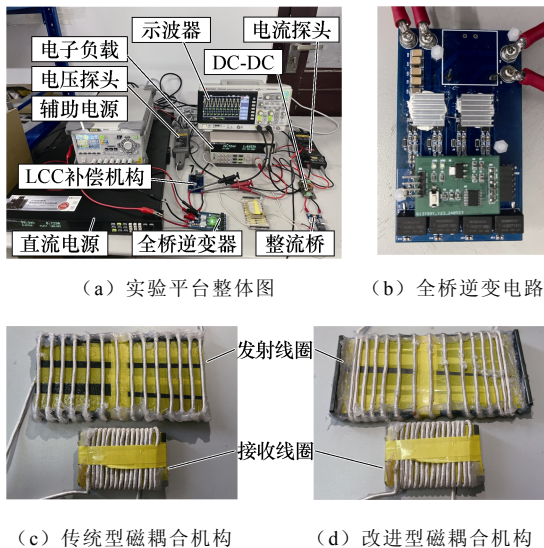 示波器
电流探头
电子负载
DC-DC
电压探头
辅助电源
LCC补偿机构
直流电源
全桥逆变器
整流桥
（a）实验平台整体图
（b）全桥逆变电路
发射线圈
接收线圈
（c）传统型磁耦合机构
（d）改进型磁耦合机构